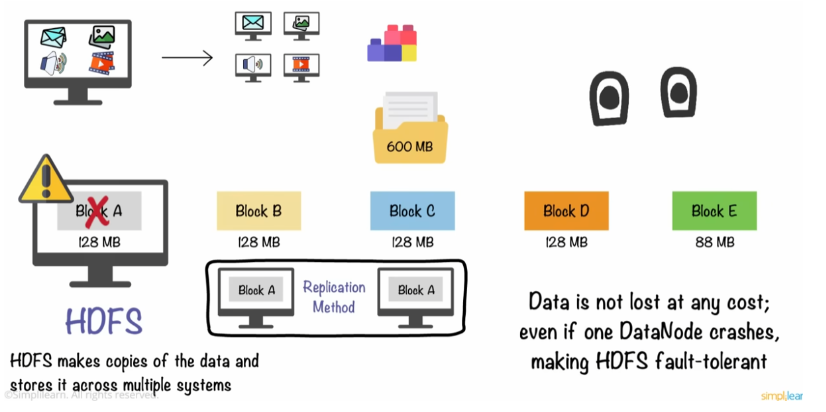 600 MB
Block A
Block B
Block C
Block D
Block E
128 MB
128 MB
128 MB
128 MB
88 MB
Block A
Replication
Method
Block A
HDFS
HDFS makes copies of the data and
stores it across multiple systems
Data is not lost at any cost;
even if one DataNode crashes,
making HDFS fault-tolerant
©Simplilearn. All rights reserved.
simplilear